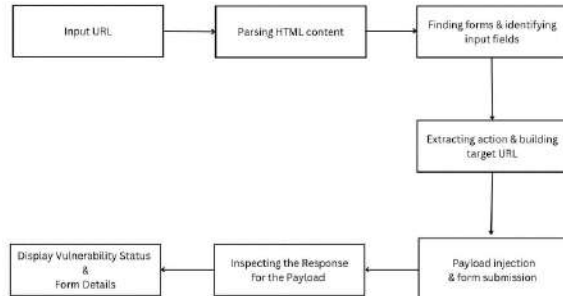 Input URL
Parsing HTML content
Finding forms & identifying
input fields
Extracting action & building
target URL
Payload injection
& form submission
Inspecting the Response
for the Payload
Display Vulnerability Status
&
Form Details